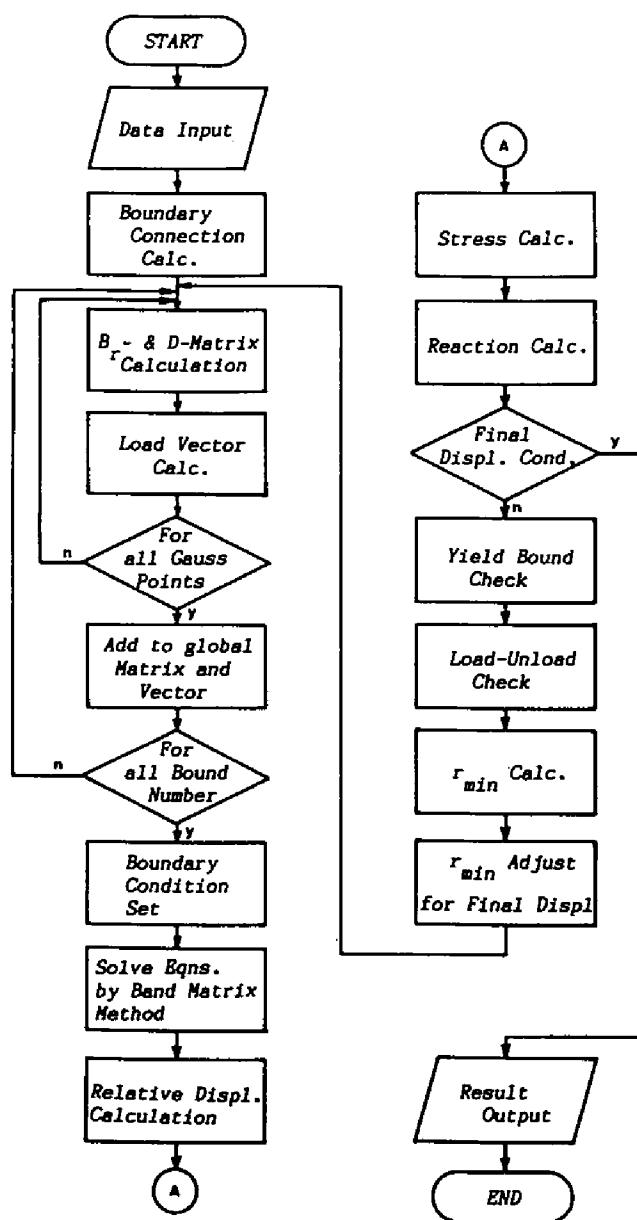 START
Data Input
Boundary
Connection
Calc.
B_r- & D-Matrix
Calculation
Load Vector
Calc.
For
all Gauss
Points
n
y
Add to global
Matrix and
Vector
For
all Bound
Number
n
y
Boundary
Condition
Set
Solve Eqns.
by Band Matrix
Method
Relative Displ.
Calculation
A
A
Stress Calc.
Reaction Calc.
Final
Displ. Cond.
y
n
Yield Bound
Check
Load-Unload
Check
r_min Calc.
r_min Adjust
for Final Displ
Result
Output
END